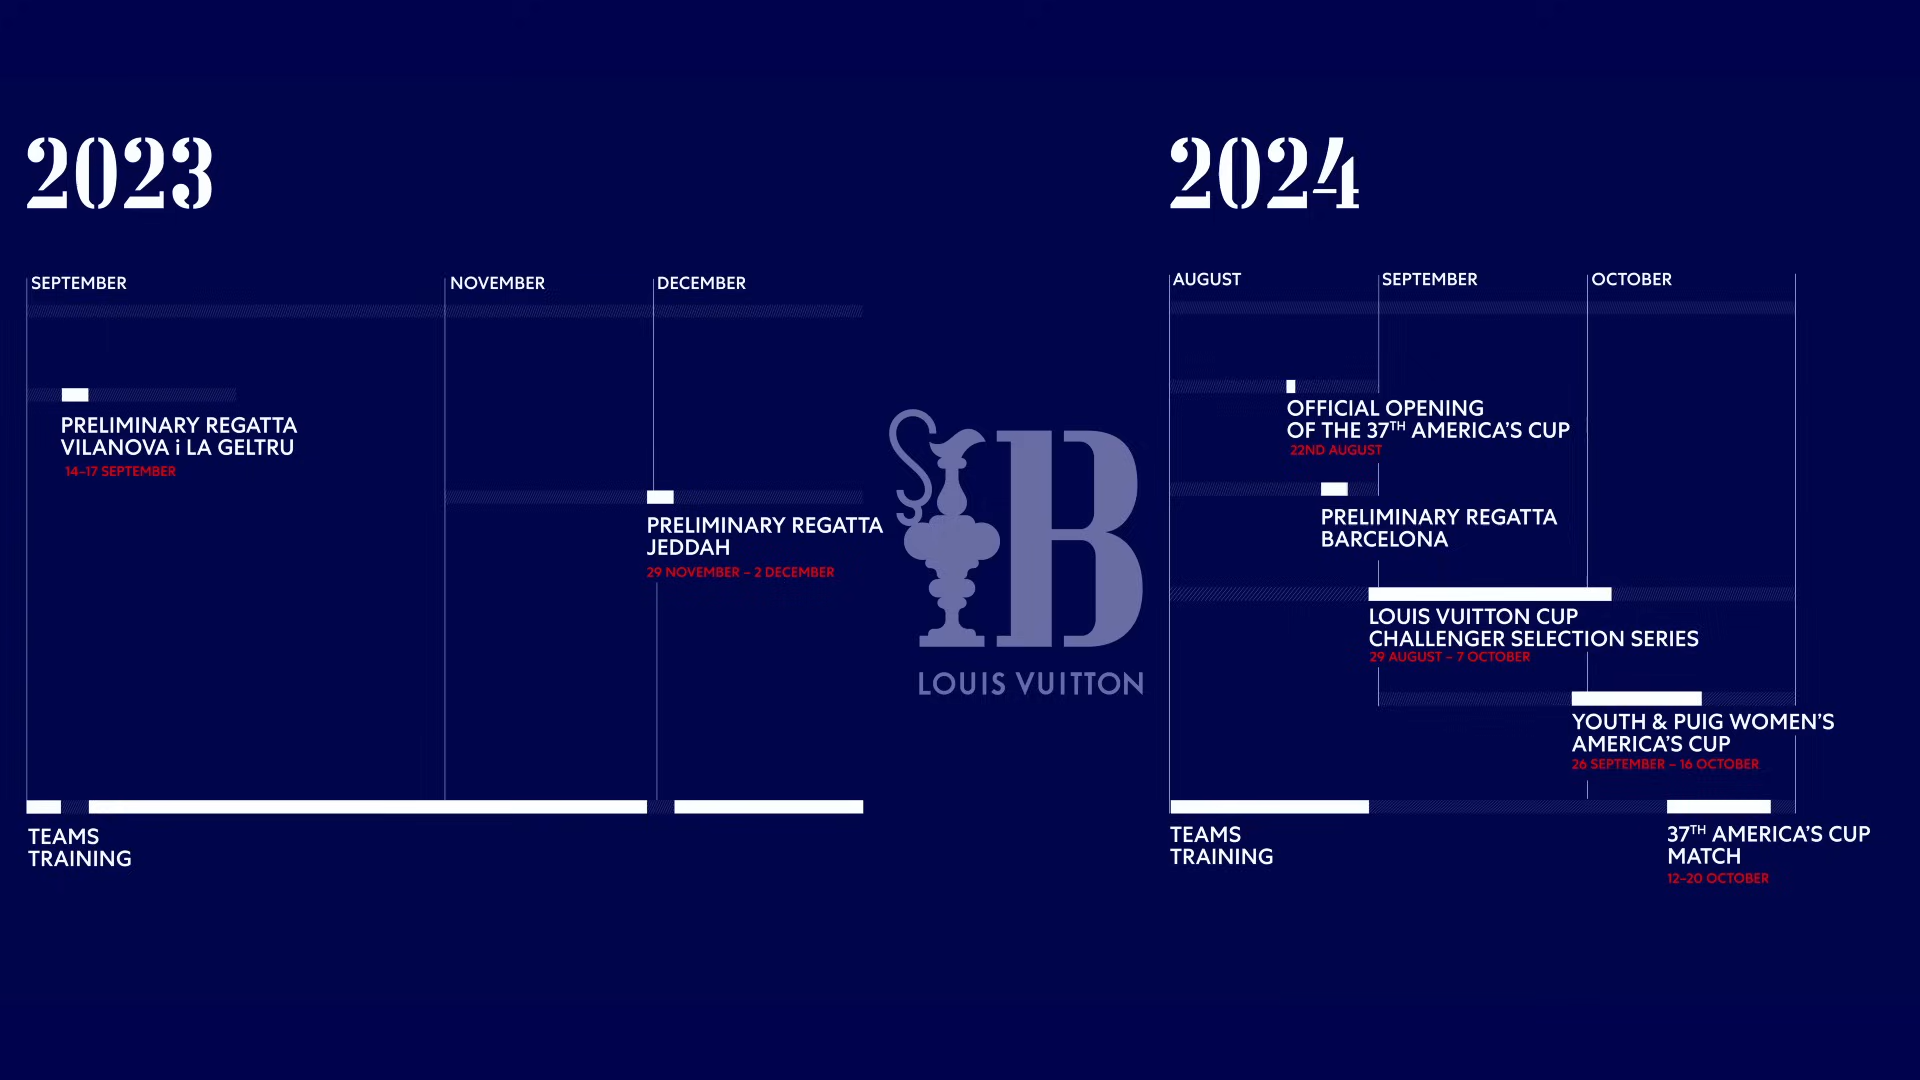 2023
SEPTEMBER
NOVEMBER
DECEMBER
PRELIMINARY REGATTA
VILANOVA i LA GELTRU
14–17 SEPTEMBER
PRELIMINARY REGATTA
JEDDAH
29 NOVEMBER – 2 DECEMBER
TEAMS
TRAINING
B
LOUIS VUITTON
2024
AUGUST
SEPTEMBER
OCTOBER
OFFICIAL OPENING
OF THE 37TH AMERICA'S CUP
22ND AUGUST
PRELIMINARY REGATTA
BARCELONA
LOUIS VUITTON CUP
CHALLENGER SELECTION SERIES
29 AUGUST – 7 OCTOBER
YOUTH & PUIG WOMEN'S
AMERICA'S CUP
26 SEPTEMBER – 16 OCTOBER
TEAMS
TRAINING
37TH AMERICA'S CUP
MATCH
12–20 OCTOBER